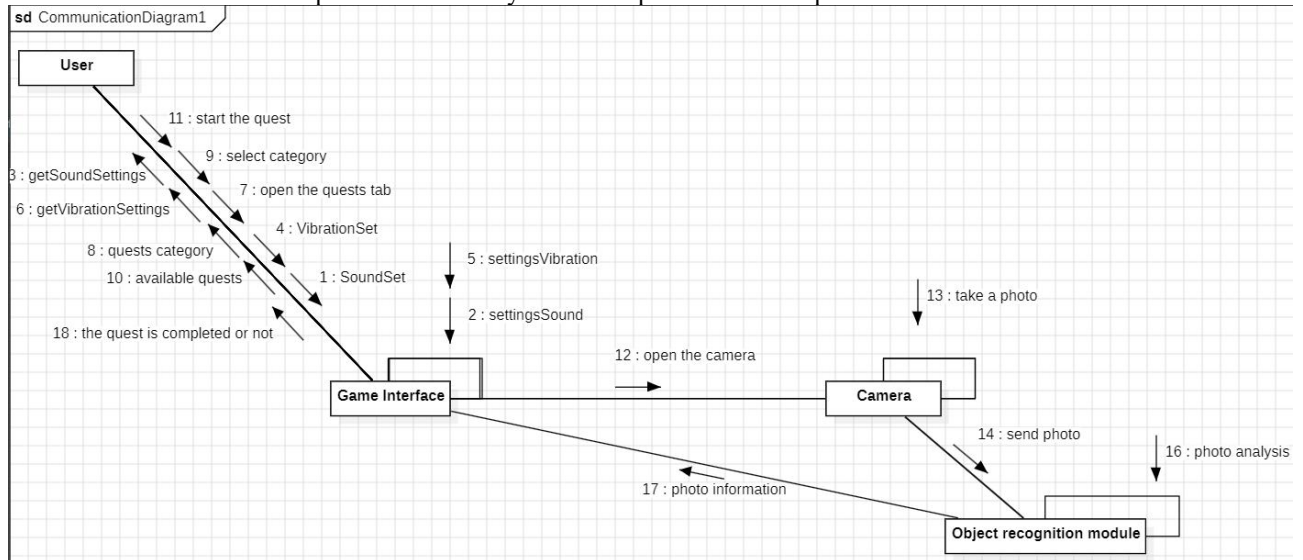 sd CommunicationDiagram1
User
11 : start the quest
9 : select category
3 : getSoundSettings
7 : open the quests tab
6 : getVibrationSettings
4 : VibrationSet
8 : quests category
5 : settingsVibration
10 : available quests
1 : SoundSet
13 : take a photo
2 : settingsSound
18 : the quest is completed or not
12 : open the camera
Game Interface
Camera
14 : send photo
16 : photo analysis
17 : photo information
Object recognition module